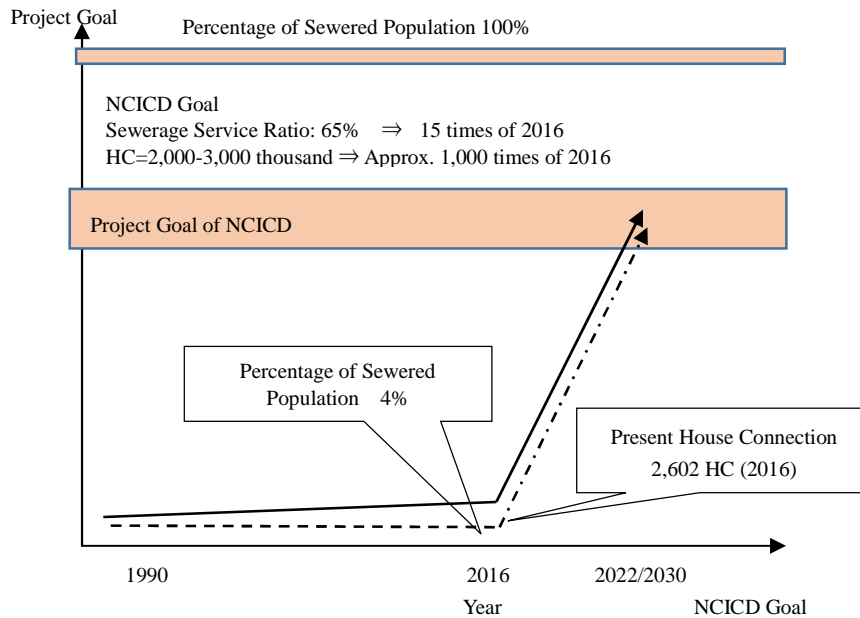 Project Goal
Percentage of Sewered Population 100%
NCICD Goal
Sewerage Service Ratio: 65% ⇒ 15 times of 2016
HC=2,000-3,000 thousand ⇒ Approx. 1,000 times of 2016
Project Goal of NCICD
Percentage of Sewered
Population 4%
Present House Connection
2,602 HC (2016)
1990
2016
2022/2030
Year
NCICD Goal